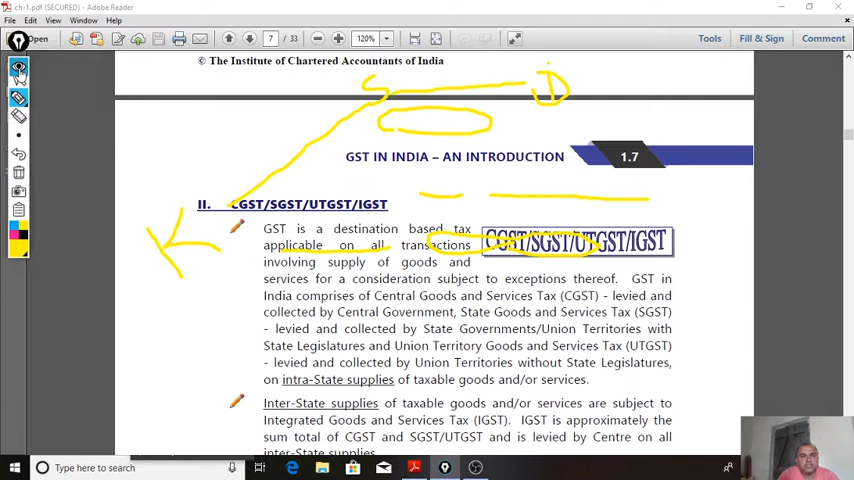 ch-1.pdf (SECURED) - Adobe Reader
File Edit View Window Help
Open 7 / 33 120% Tools Fill & Sign Comment
© The Institute of Chartered Accountants of India
S D
GST IN INDIA – AN INTRODUCTION 1.7
II. CGST/SGST/UTGST/IGST
GST is a destination based tax
applicable on all transactions
involving supply of goods and
CGST/SGST/UTGST/IGST
services for a consideration subject to exceptions thereof. GST in
India comprises of Central Goods and Services Tax (CGST) - levied and
collected by Central Government, State Goods and Services Tax (SGST)
- levied and collected by State Governments/Union Territories with
State Legislatures and Union Territory Goods and Services Tax (UTGST)
- levied and collected by Union Territories without State Legislatures,
on intra-State supplies of taxable goods and/or services.
Inter-State supplies of taxable goods and/or services are subject to
Integrated Goods and Services Tax (IGST). IGST is approximately the
sum total of CGST and SGST/UTGST and is levied by Centre on all
inter-State supplies.
Type here to search